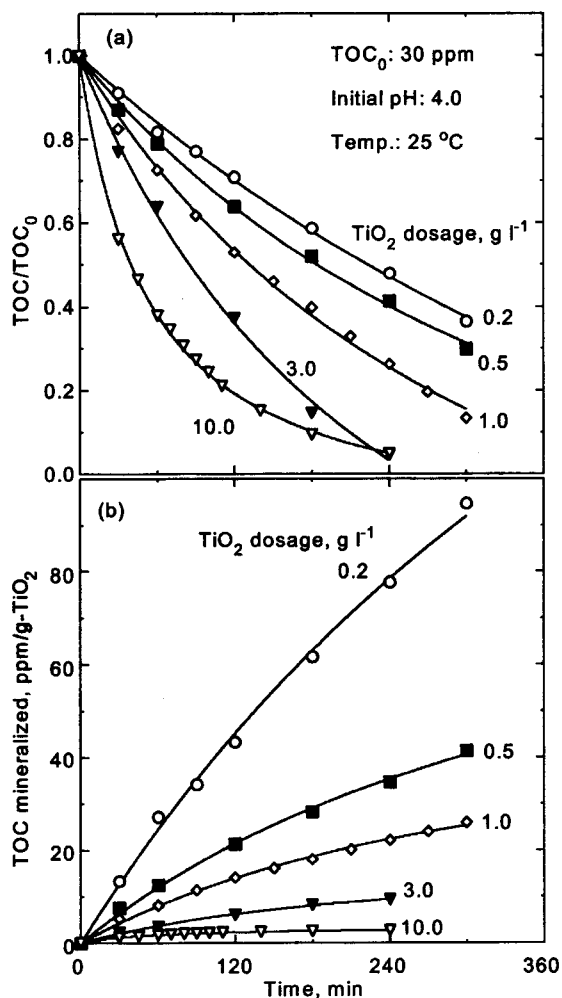 (a)
TOC₀: 30 ppm
Initial pH: 4.0
Temp.: 25 °C
TiO₂ dosage, g l⁻¹
0.2
0.5
1.0
3.0
10.0
TOC/TOC₀
1.0
0.8
0.6
0.4
0.2
0.0
(b)
TiO₂ dosage, g l⁻¹
0.2
0.5
1.0
3.0
10.0
TOC mineralized, ppm/g-TiO₂
80
60
40
20
0
0 120 240 360
Time, min